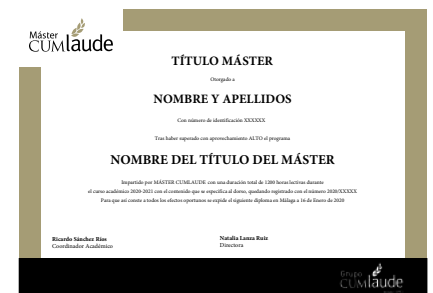 Máster
CUMlaude
TÍTULO MÁSTER
Otorgado a
NOMBRE Y APELLIDOS
Con número de identificación XXXXXX
Tras haber superado con aprovechamiento ALTO el programa
NOMBRE DEL TÍTULO DEL MÁSTER
Impartido por MÁSTER CUMLAUDE con una duración total de 1200 horas lectivas durante
el curso académico 2020-2021 con el contenido que se especifica al dorso, quedando registrado con el número 2020/XXXXX
Para que así conste a todos los efectos oportunos se expide el siguiente diploma en Málaga a 16 de Enero de 2020
Ricardo Sánchez Ríos
Coordinador Académico
Natalia Lanza Ruiz
Directora
Grupo
CUMlaude